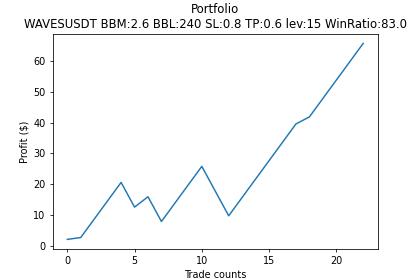 Portfolio
WAVESUSDT BBM:2.6 BBL:240 SL:0.8 TP:0.6 lev:15 WinRatio:83.0
60
50
40
30
20
10
0
Profit ($)
0 5 10 15 20
Trade counts